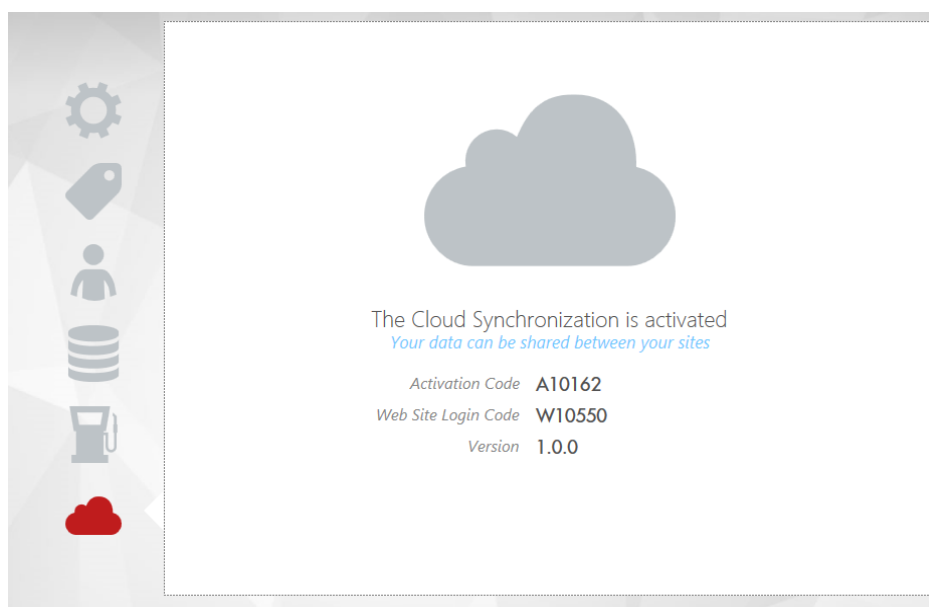 The Cloud Synchronization is activated
Your data can be shared between your sites
Activation Code A10162
Web Site Login Code W10550
Version 1.0.0